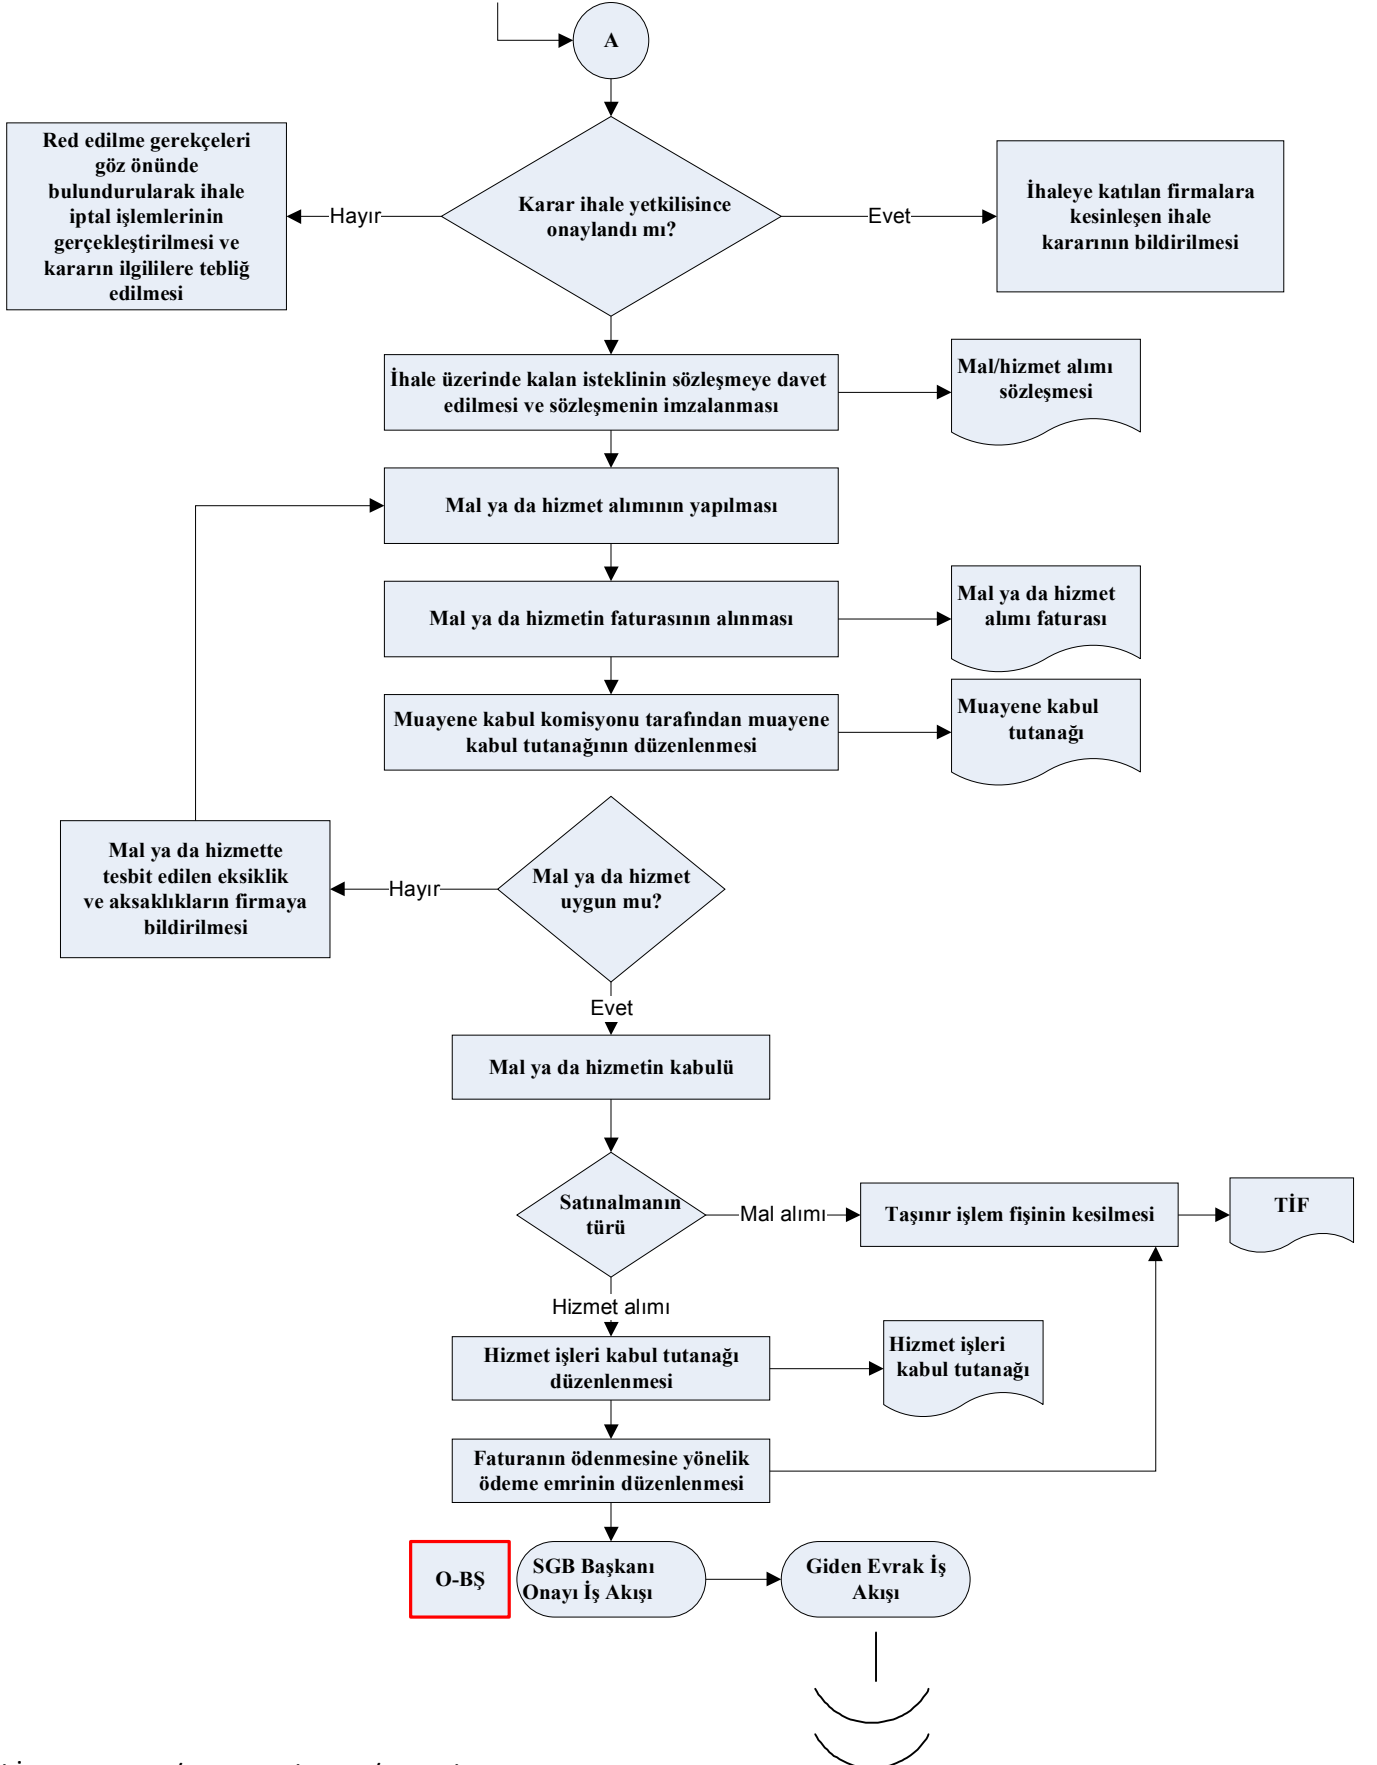 A
Red edilme gerekçeleri
göz önünde
bulundurularak ihale
iptal işlemlerinin
gerçekleştirilmesi ve
kararın ilgililere tebliğ
edilmesi
Hayır
Karar ihale yetkilisince
onaylandı mı?
Evet
İhaleye katılan firmalara
kesinleşen ihale
kararının bildirilmesi
İhale üzerinde kalan isteklinin sözleşmeye davet
edilmesi ve sözleşmenin imzalanması
Mal/hizmet alımı
sözleşmesi
Mal ya da hizmet alımının yapılması
Mal ya da hizmetin faturasının alınması
Mal ya da hizmet
alımı faturası
Muayene kabul komisyonu tarafından muayene
kabul tutanağının düzenlenmesi
Muayene kabul
tutanağı
Mal ya da hizmette
tesbit edilen eksiklik
ve aksaklıkların firmaya
bildirilmesi
Hayır
Mal ya da hizmet
uygun mu?
Evet
Mal ya da hizmetin kabulü
Satınalmanın
türü
Mal alımı
Taşınır işlem fişinin kesilmesi
TİF
Hizmet alımı
Hizmet işleri kabul tutanağı
düzenlenmesi
Hizmet işleri
kabul tutanağı
Faturanın ödenmesine yönelik
ödeme emrinin düzenlenmesi
O-BŞ
SGB Başkanı
Onayı İş Akışı
Giden Evrak İş
Akışı